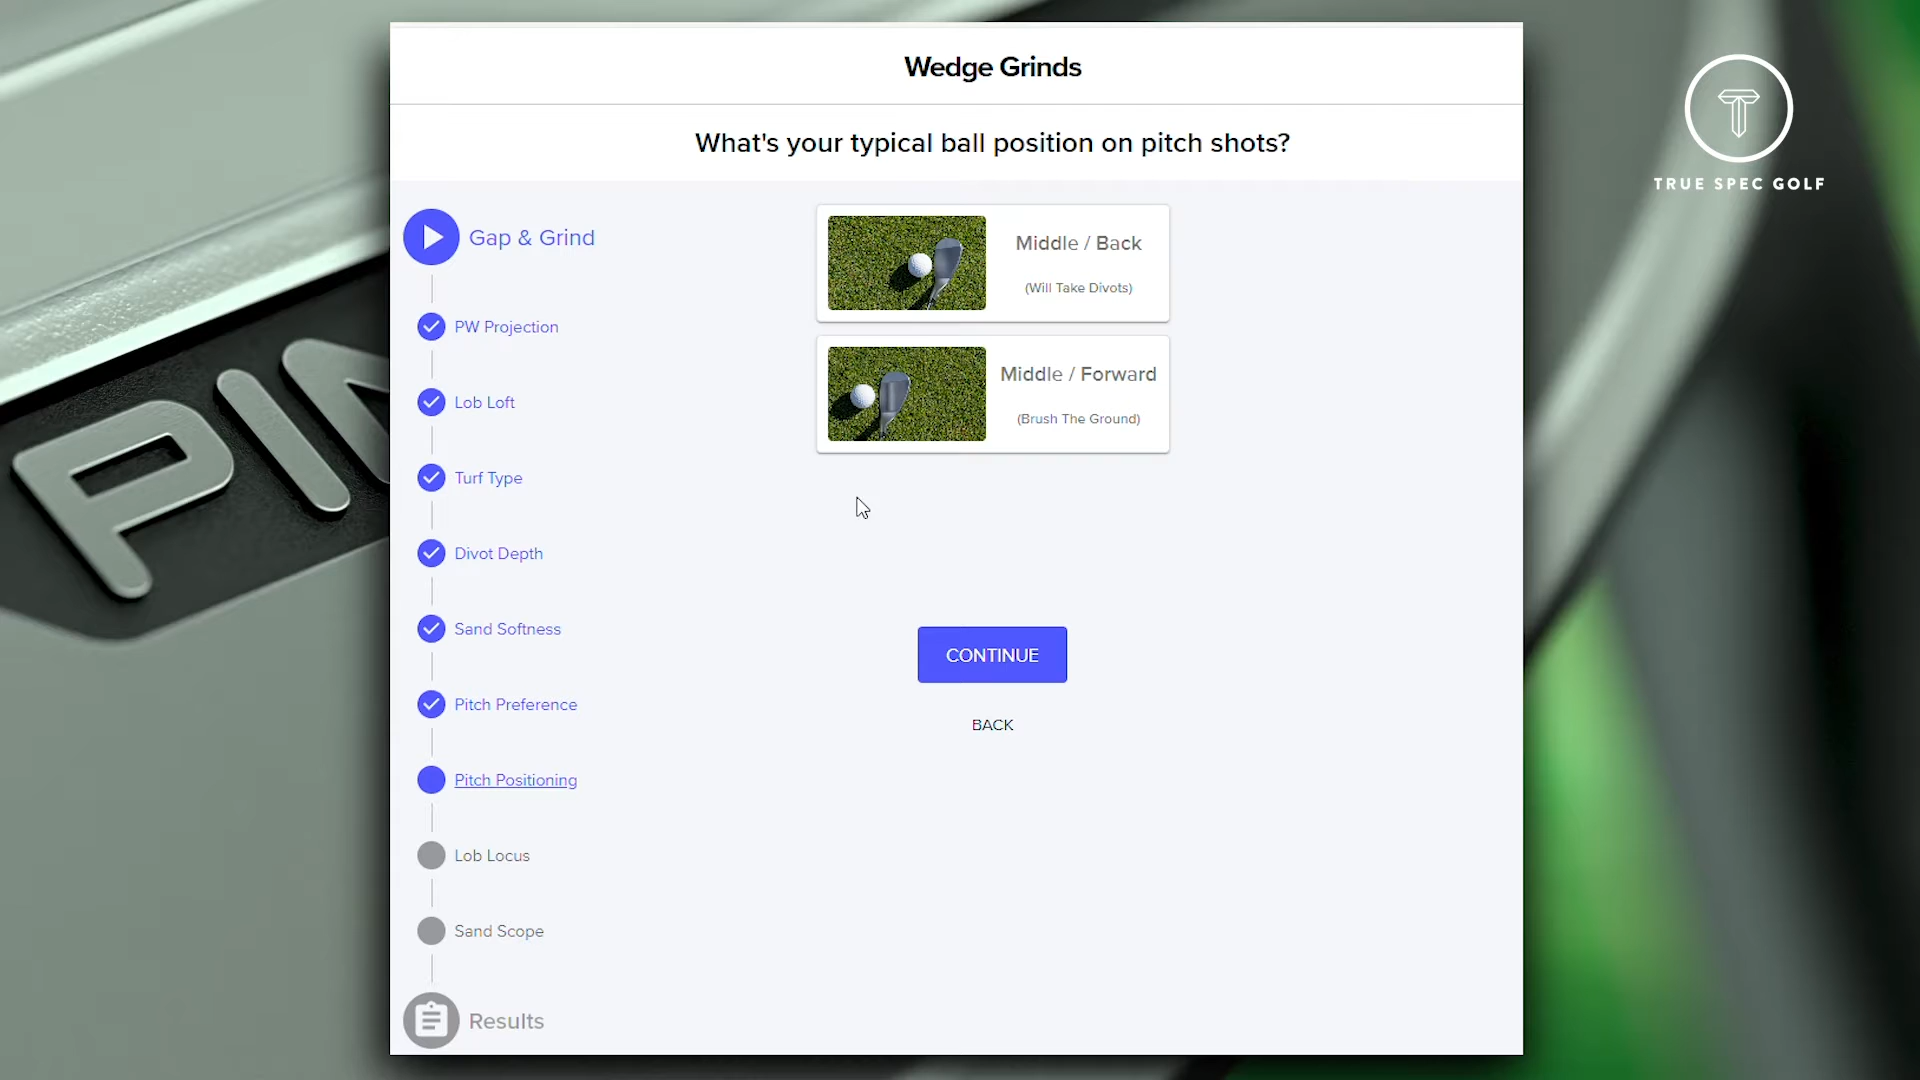 Wedge Grinds
What's your typical ball position on pitch shots?
TRUE SPEC GOLF
Gap & Grind
PW Projection
Lob Loft
Turf Type
Divot Depth
Sand Softness
Pitch Preference
Pitch Positioning
Lob Locus
Sand Scope
Results
Middle / Back
(Will Take Divots)
Middle / Forward
(Brush The Ground)
CONTINUE
BACK
PIN